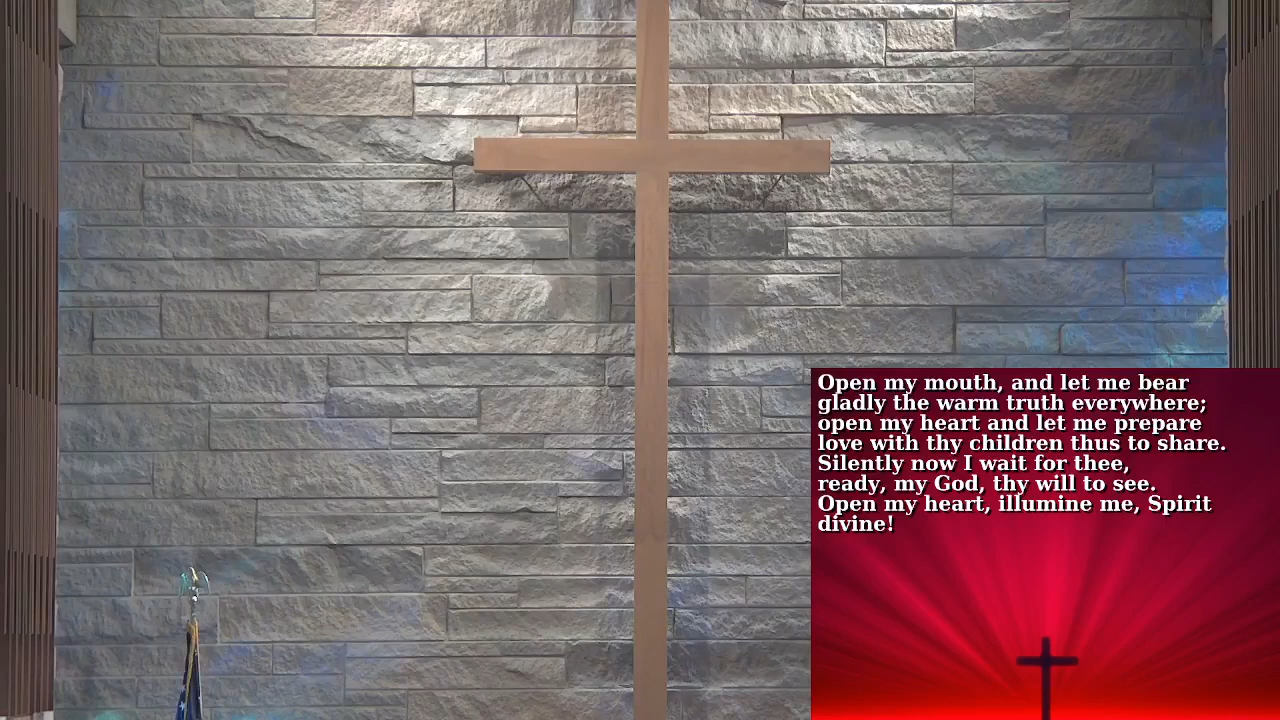 Open my mouth, and let me bear
gladly the warm truth everywhere;
open my heart and let me prepare
love with thy children thus to share.
Silently now I wait for thee,
ready, my God, thy will to see.
Open my heart, illumine me, Spirit
divine!